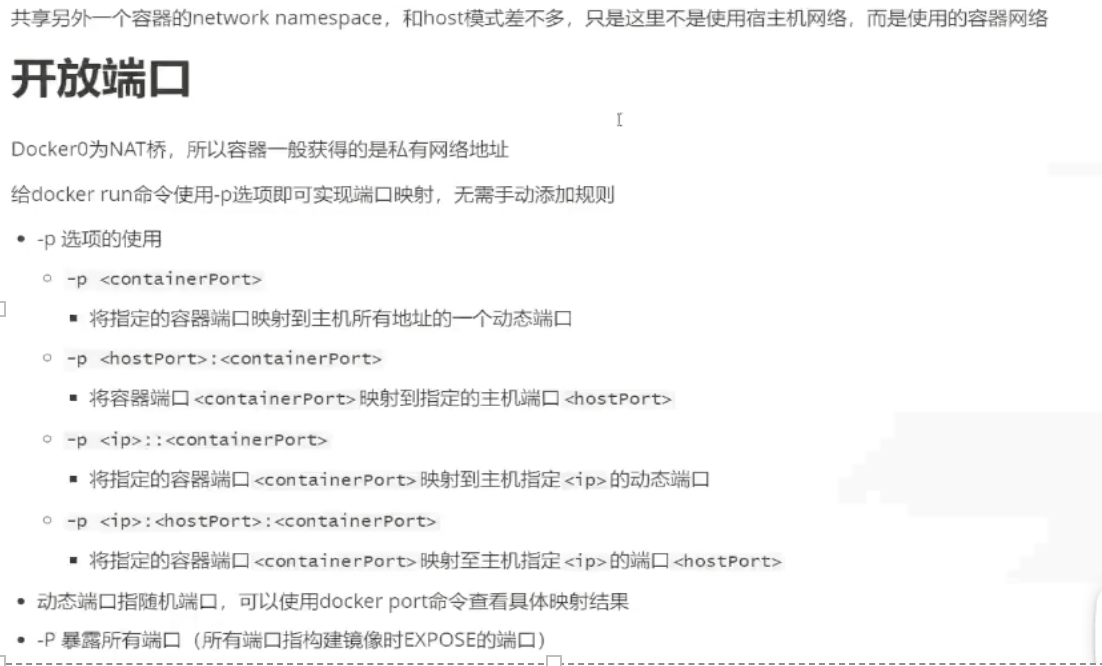 共享另外一个容器的network namespace，和host模式差不多，只是这里不是使用宿主机网络，而是使用的容器网络
开放端口
Docker0为NAT桥，所以容器一般获得的是私有网络地址
给docker run命令使用-p选项即可实现端口映射，无需手动添加规则
-p 选项的使用
-p <containerPort>
将指定的容器端口映射到主机所有地址的一个动态端口
-p <hostPort>:<containerPort>
将容器端口<containerPort>映射到指定的主机端口<hostPort>
-p <ip>::<containerPort>
将指定的容器端口<containerPort>映射到主机指定<ip>的动态端口
-p <ip>:<hostPort>:<containerPort>
将指定的容器端口<containerPort>映射至主机指定<ip>的端口<hostPort>
动态端口指随机端口，可以使用docker port命令查看具体映射结果
-P 暴露所有端口（所有端口指构建镜像时EXPOSE的端口）